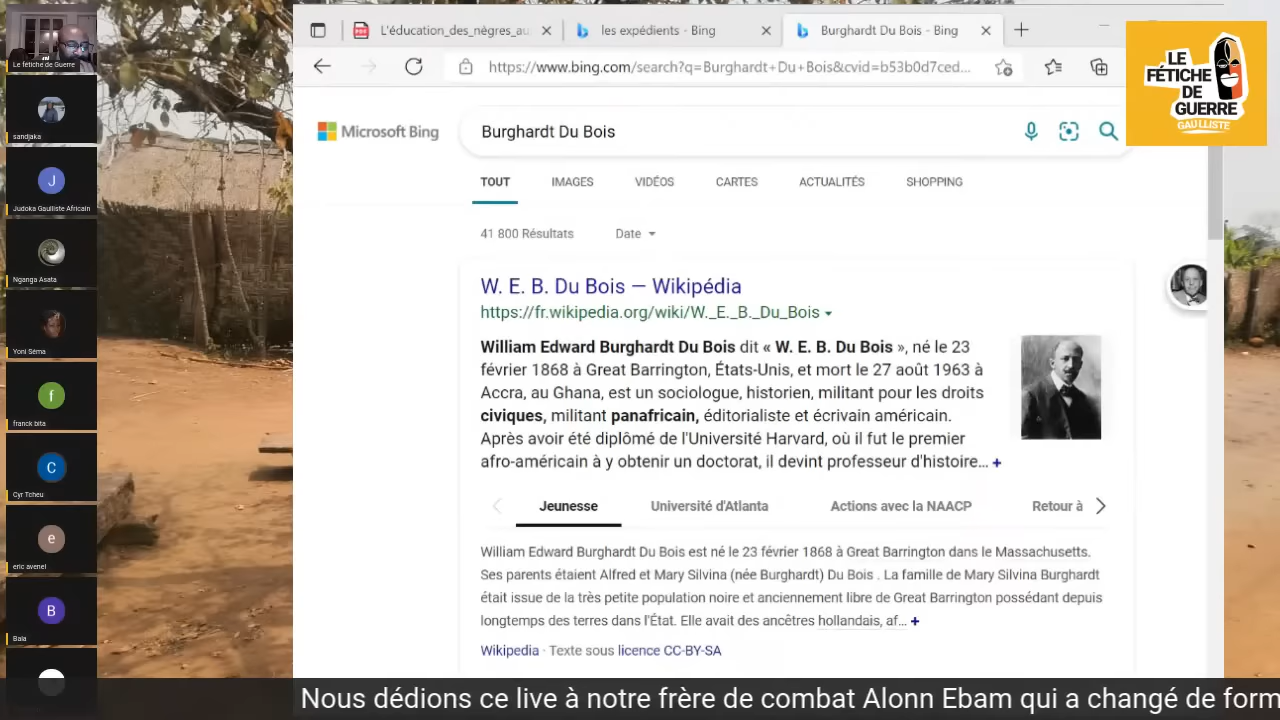 Le fétiche de Guerre
sandjaka
J
Judoka Gaulliste Africain
Nganga Asata
Yoni Séma
f
franck bita
C
Cyr Tcheu
e
eric avenel
B
Bala
L'éducation_des_nègres_au
les expédients - Bing
Burghardt Du Bois - Bing
https://www.bing.com/search?q=Burghardt+Du+Bois&cvid=b53b0d7ced...
LE
FÉTICHE
DE
GUERRE
GAULLISTE
Microsoft Bing
Burghardt Du Bois
TOUT IMAGES VIDÉOS CARTES ACTUALITÉS SHOPPING
41 800 Résultats Date
W. E. B. Du Bois — Wikipédia
https://fr.wikipedia.org/wiki/W._E._B._Du_Bois
William Edward Burghardt Du Bois dit « W. E. B. Du Bois », né le 23
février 1868 à Great Barrington, États-Unis, et mort le 27 août 1963 à
Accra, au Ghana, est un sociologue, historien, militant pour les droits
civiques, militant panafricain, éditorialiste et écrivain américain.
Après avoir été diplômé de l'Université Harvard, où il fut le premier
afro-américain à y obtenir un doctorat, il devint professeur d'histoire… +
Jeunesse Université d'Atlanta Actions avec la NAACP Retour à
William Edward Burghardt Du Bois est né le 23 février 1868 à Great Barrington dans le Massachusetts.
Ses parents étaient Alfred et Mary Silvina (née Burghardt) Du Bois . La famille de Mary Silvina Burghardt
était issue de la très petite population noire et anciennement libre de Great Barrington possédant depuis
longtemps des terres dans l'État. Elle avait des ancêtres hollandais, af… +
Wikipedia · Texte sous licence CC-BY-SA
Nous dédions ce live à notre frère de combat Alonn Ebam qui a changé de form